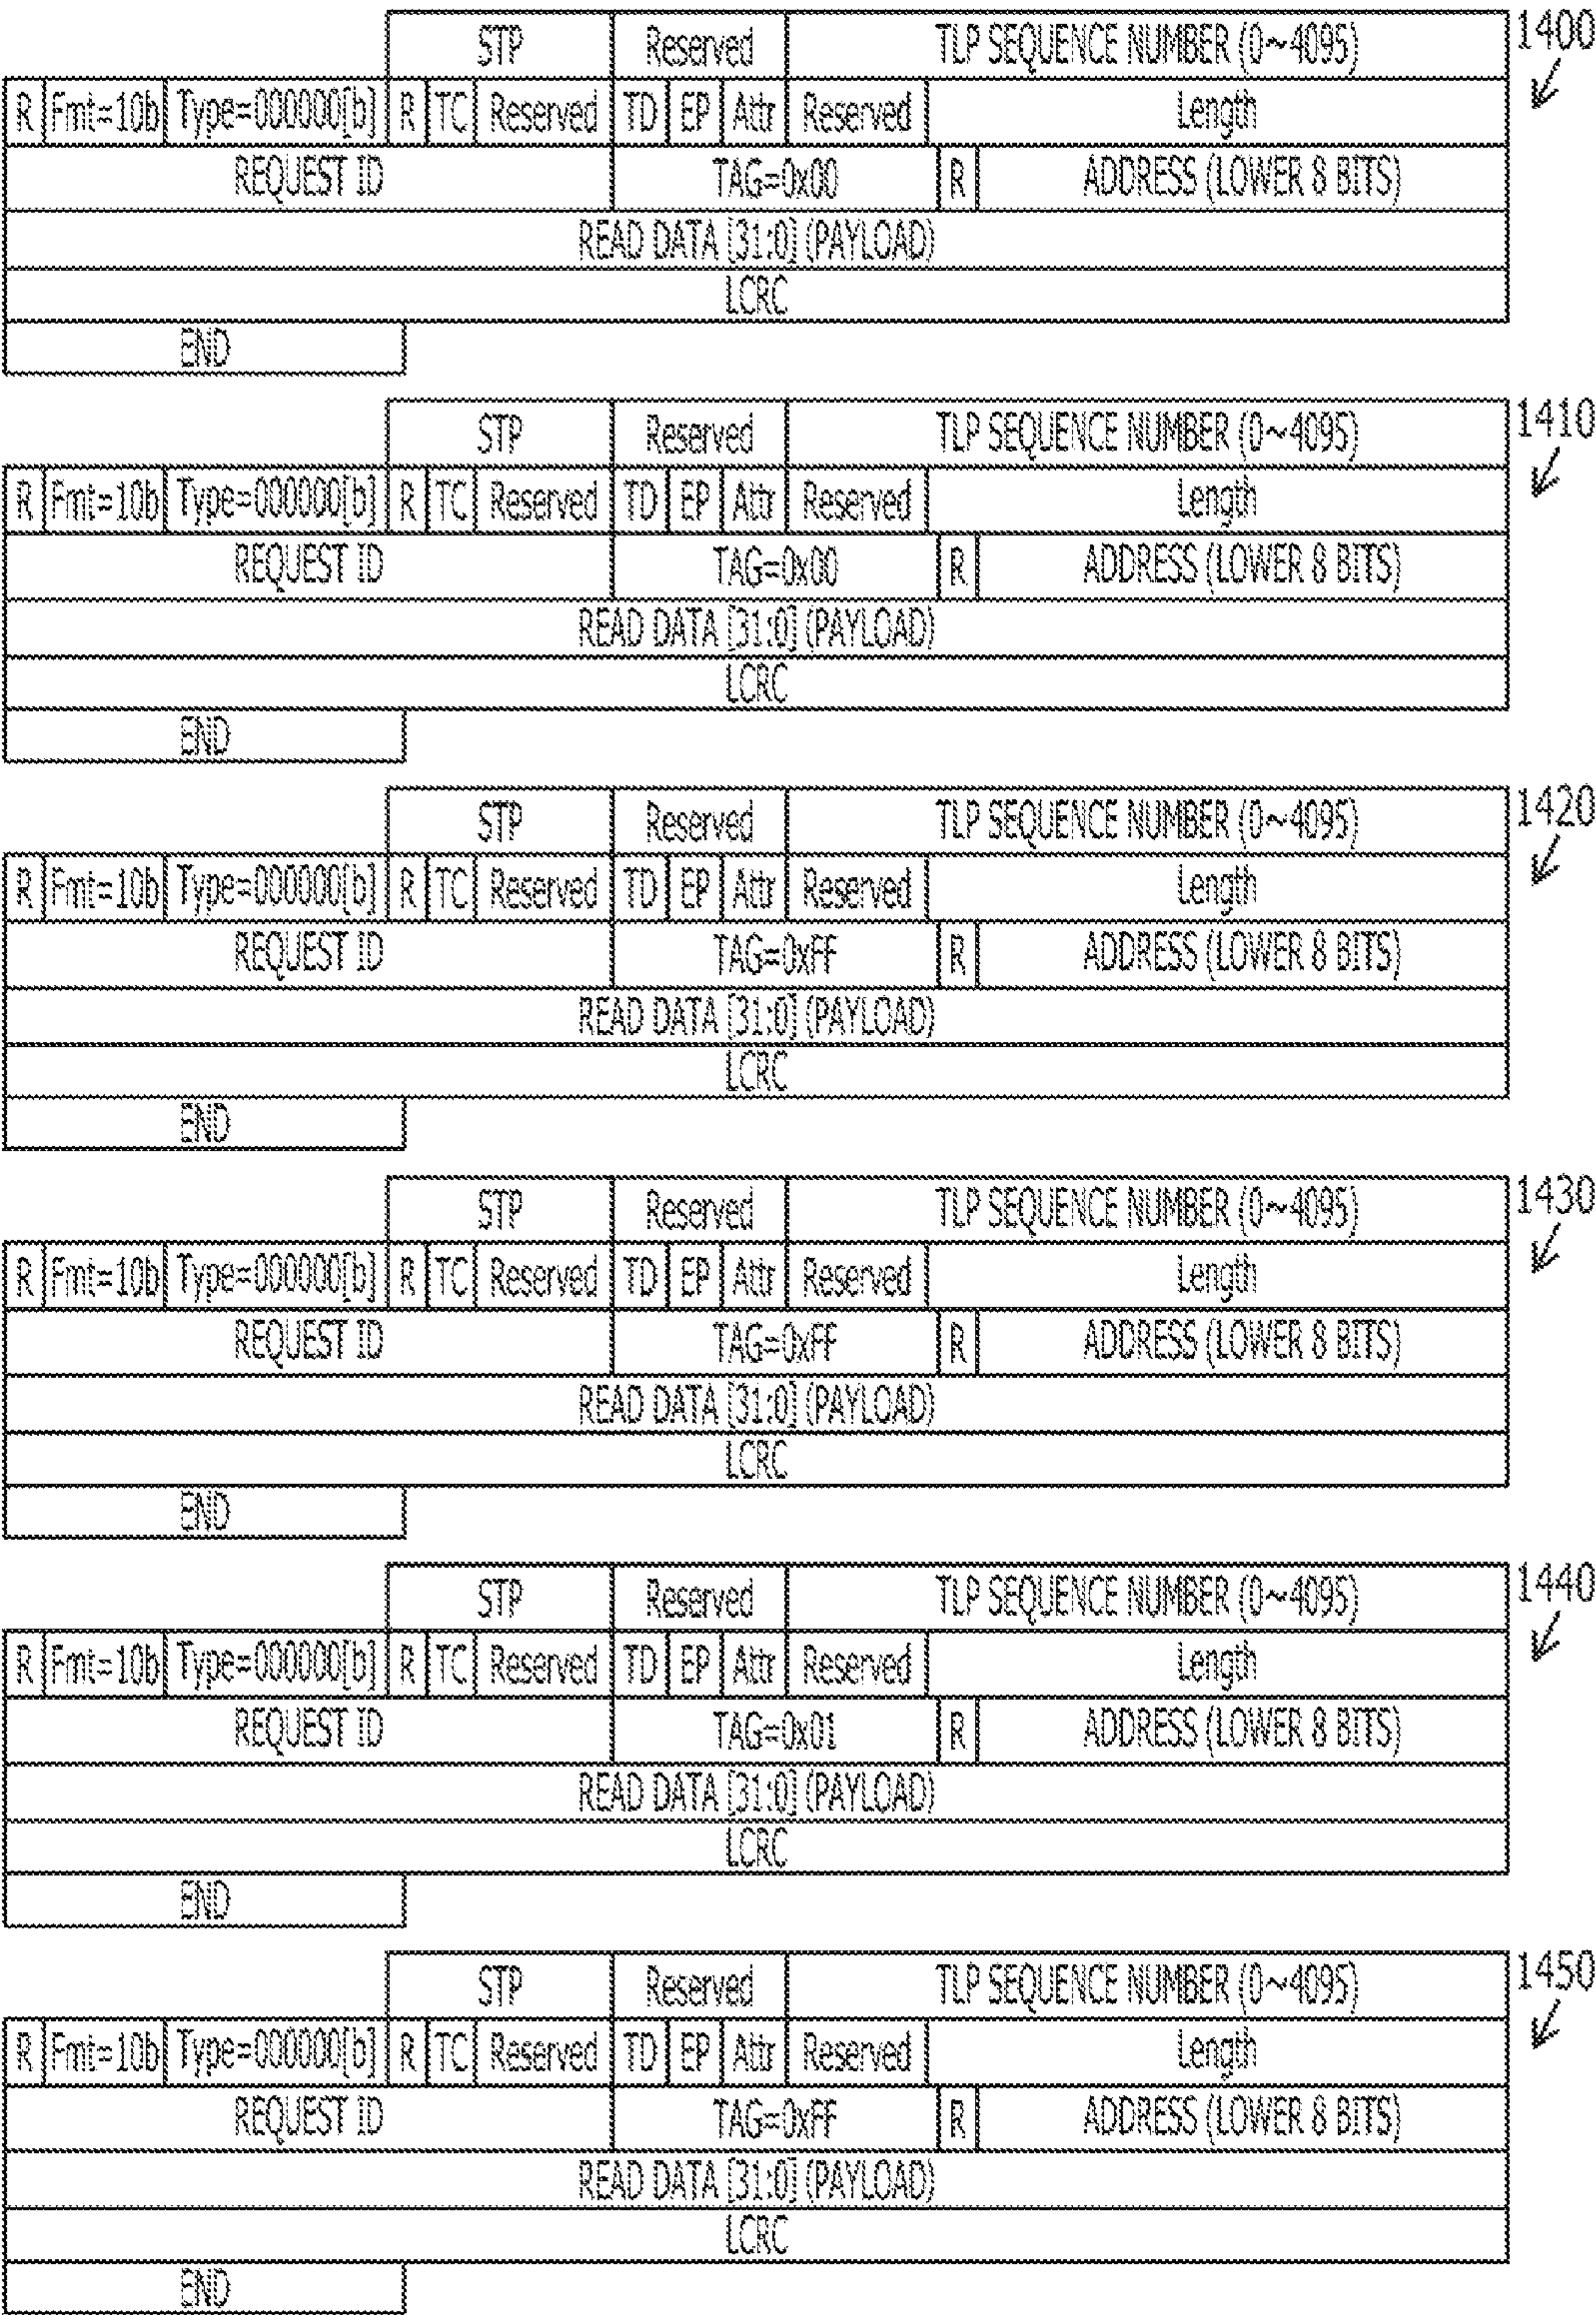 STP Reserved TLP SEQUENCE NUMBER (0~4095) 1400
R Fmt=10b Type=000000[b] R TC Reserved TD EP Attr Reserved Length
REQUEST ID TAG=0x00 R ADDRESS (LOWER 8 BITS)
READ DATA [31:0] (PAYLOAD)
LCRC
END
STP Reserved TLP SEQUENCE NUMBER (0~4095) 1410
R Fmt=10b Type=000000[b] R TC Reserved TD EP Attr Reserved Length
REQUEST ID TAG=0x00 R ADDRESS (LOWER 8 BITS)
READ DATA [31:0] (PAYLOAD)
LCRC
END
STP Reserved TLP SEQUENCE NUMBER (0~4095) 1420
R Fmt=10b Type=000000[b] R TC Reserved TD EP Attr Reserved Length
REQUEST ID TAG=0xFF R ADDRESS (LOWER 8 BITS)
READ DATA [31:0] (PAYLOAD)
LCRC
END
STP Reserved TLP SEQUENCE NUMBER (0~4095) 1430
R Fmt=10b Type=000000[b] R TC Reserved TD EP Attr Reserved Length
REQUEST ID TAG=0xFF R ADDRESS (LOWER 8 BITS)
READ DATA [31:0] (PAYLOAD)
LCRC
END
STP Reserved TLP SEQUENCE NUMBER (0~4095) 1440
R Fmt=10b Type=000000[b] R TC Reserved TD EP Attr Reserved Length
REQUEST ID TAG=0x01 R ADDRESS (LOWER 8 BITS)
READ DATA [31:0] (PAYLOAD)
LCRC
END
STP Reserved TLP SEQUENCE NUMBER (0~4095) 1450
R Fmt=10b Type=000000[b] R TC Reserved TD EP Attr Reserved Length
REQUEST ID TAG=0xFF R ADDRESS (LOWER 8 BITS)
READ DATA [31:0] (PAYLOAD)
LCRC
END